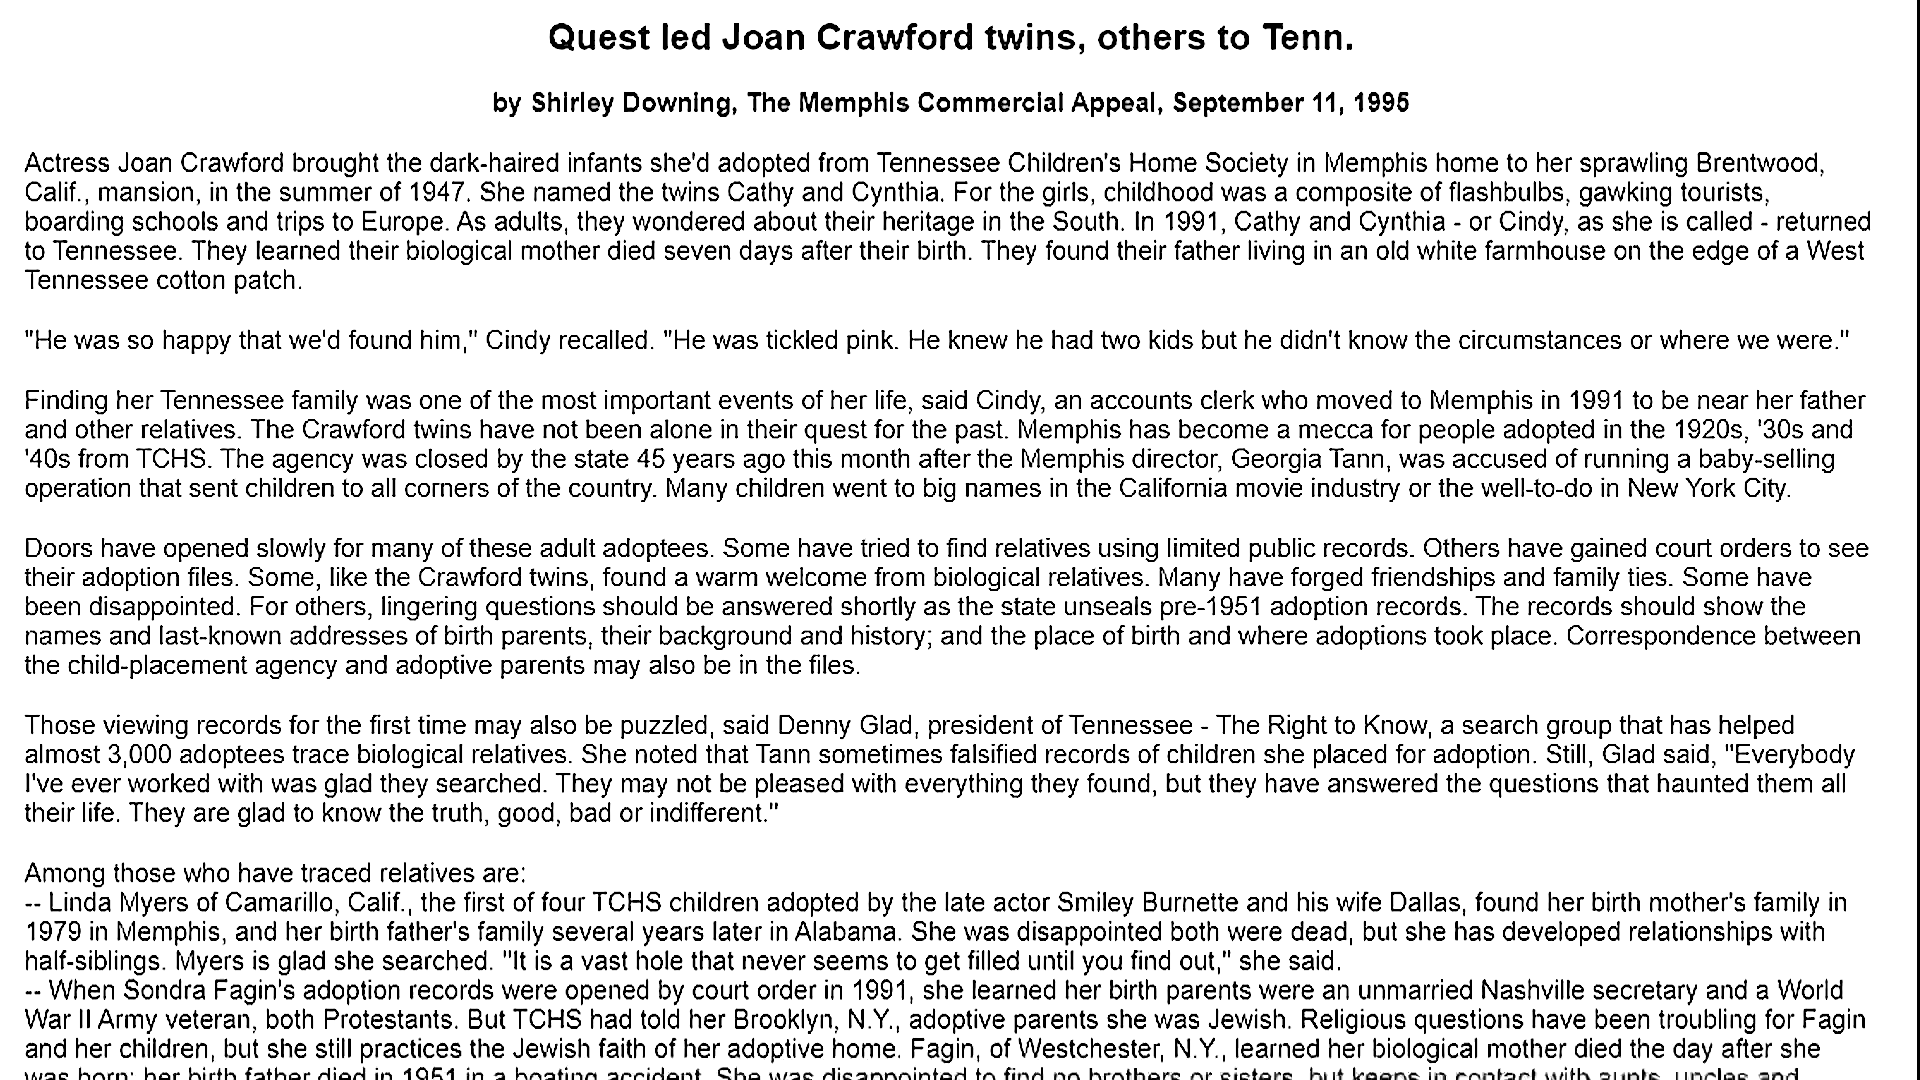 Quest led Joan Crawford twins, others to Tenn.
by Shirley Downing, The Memphis Commercial Appeal, September 11, 1995
Actress Joan Crawford brought the dark-haired infants she'd adopted from Tennessee Children's Home Society in Memphis home to her sprawling Brentwood,
Calif., mansion, in the summer of 1947. She named the twins Cathy and Cynthia. For the girls, childhood was a composite of flashbulbs, gawking tourists,
boarding schools and trips to Europe. As adults, they wondered about their heritage in the South. In 1991, Cathy and Cynthia - or Cindy, as she is called - returned
to Tennessee. They learned their biological mother died seven days after their birth. They found their father living in an old white farmhouse on the edge of a West
Tennessee cotton patch.
"He was so happy that we'd found him," Cindy recalled. "He was tickled pink. He knew he had two kids but he didn't know the circumstances or where we were."
Finding her Tennessee family was one of the most important events of her life, said Cindy, an accounts clerk who moved to Memphis in 1991 to be near her father
and other relatives. The Crawford twins have not been alone in their quest for the past. Memphis has become a mecca for people adopted in the 1920s, '30s and
'40s from TCHS. The agency was closed by the state 45 years ago this month after the Memphis director, Georgia Tann, was accused of running a baby-selling
operation that sent children to all corners of the country. Many children went to big names in the California movie industry or the well-to-do in New York City.
Doors have opened slowly for many of these adult adoptees. Some have tried to find relatives using limited public records. Others have gained court orders to see
their adoption files. Some, like the Crawford twins, found a warm welcome from biological relatives. Many have forged friendships and family ties. Some have
been disappointed. For others, lingering questions should be answered shortly as the state unseals pre-1951 adoption records. The records should show the
names and last-known addresses of birth parents, their background and history; and the place of birth and where adoptions took place. Correspondence between
the child-placement agency and adoptive parents may also be in the files.
Those viewing records for the first time may also be puzzled, said Denny Glad, president of Tennessee - The Right to Know, a search group that has helped
almost 3,000 adoptees trace biological relatives. She noted that Tann sometimes falsified records of children she placed for adoption. Still, Glad said, "Everybody
I've ever worked with was glad they searched. They may not be pleased with everything they found, but they have answered the questions that haunted them all
their life. They are glad to know the truth, good, bad or indifferent."
Among those who have traced relatives are:
-- Linda Myers of Camarillo, Calif., the first of four TCHS children adopted by the late actor Smiley Burnette and his wife Dallas, found her birth mother's family in
1979 in Memphis, and her birth father's family several years later in Alabama. She was disappointed both were dead, but she has developed relationships with
half-siblings. Myers is glad she searched. "It is a vast hole that never seems to get filled until you find out," she said.
-- When Sondra Fagin's adoption records were opened by court order in 1991, she learned her birth parents were an unmarried Nashville secretary and a World
War II Army veteran, both Protestants. But TCHS had told her Brooklyn, N.Y., adoptive parents she was Jewish. Religious questions have been troubling for Fagin
and her children, but she still practices the Jewish faith of her adoptive home. Fagin, of Westchester, N.Y., learned her biological mother died the day after she
was born; her birth father died in 1951 in a boating accident. She was disappointed to find no brothers or sisters, but keeps in contact with aunts, uncles and